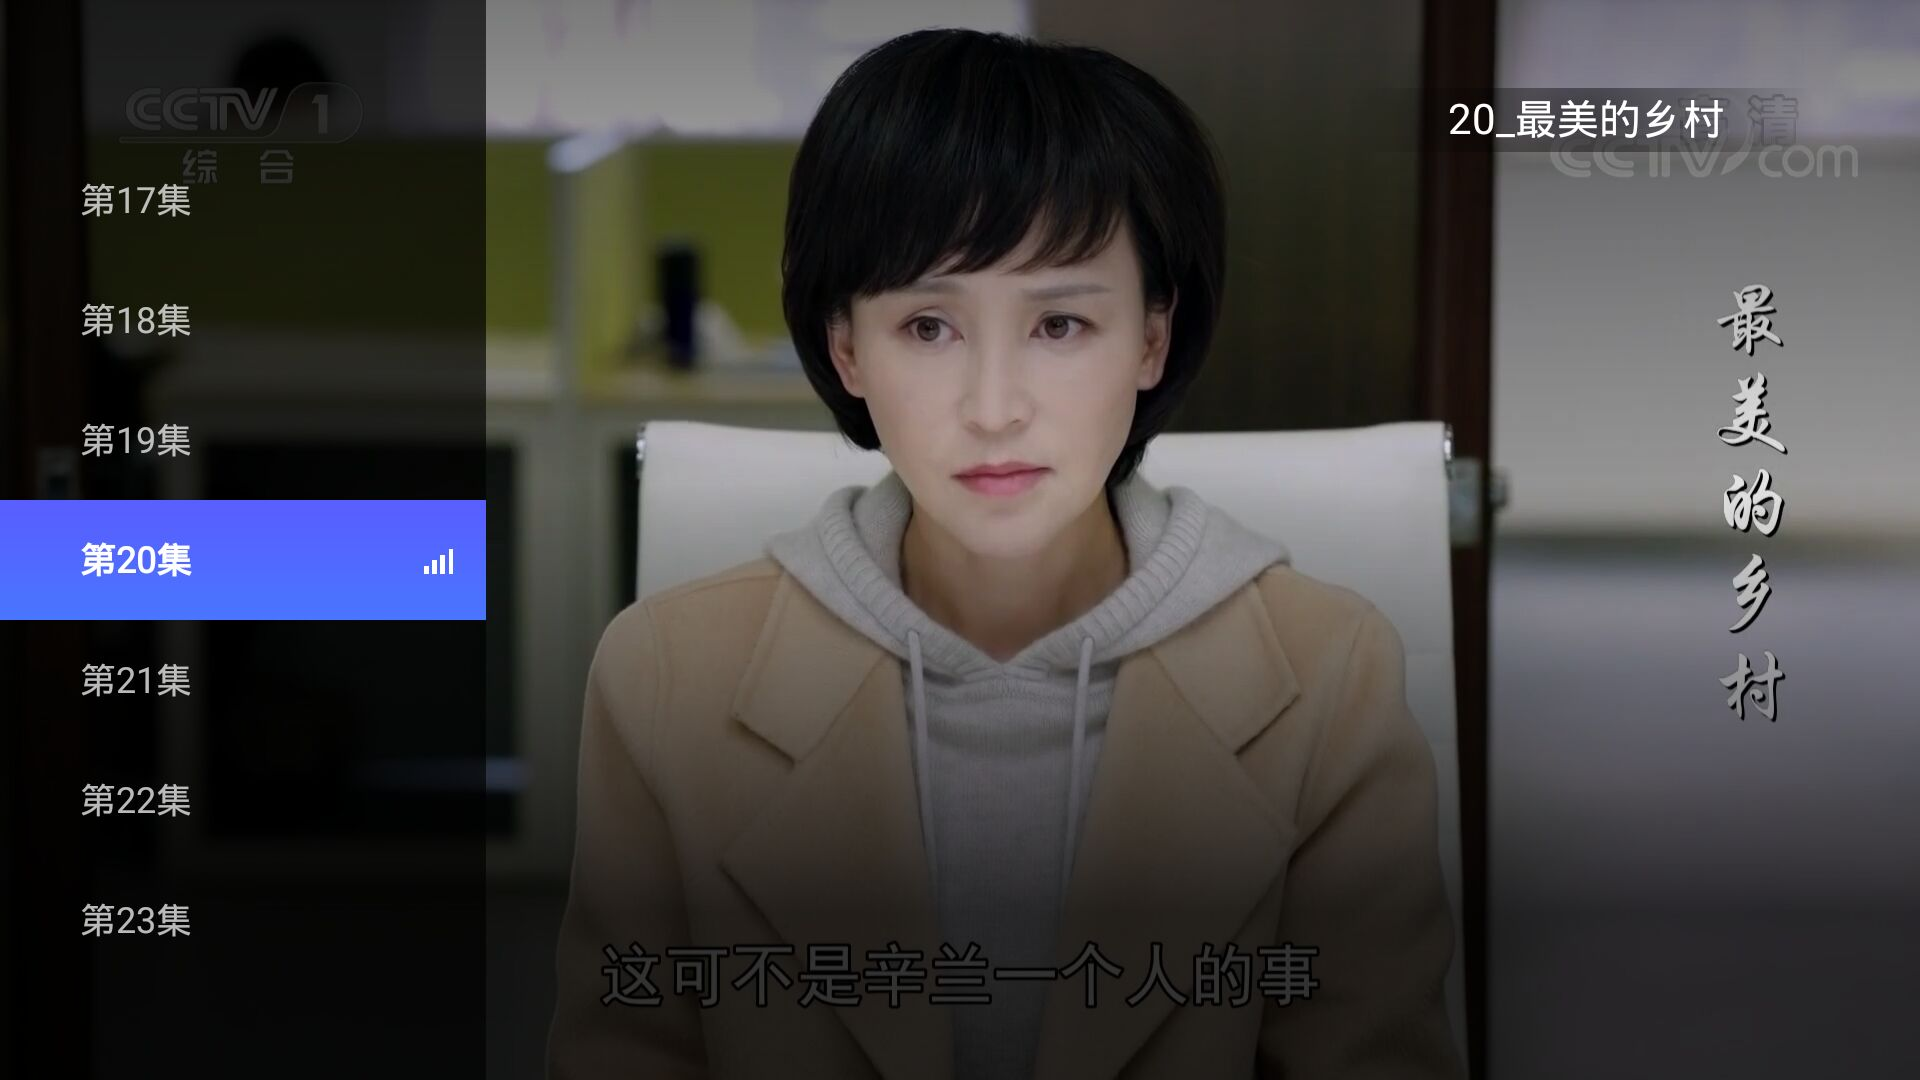 CCTV 1
综合
20_最美的乡村
高清
CCTV.com
第17集
第18集
第19集
第20集
第21集
第22集
第23集
最美的乡村
这可不是辛兰一个人的事